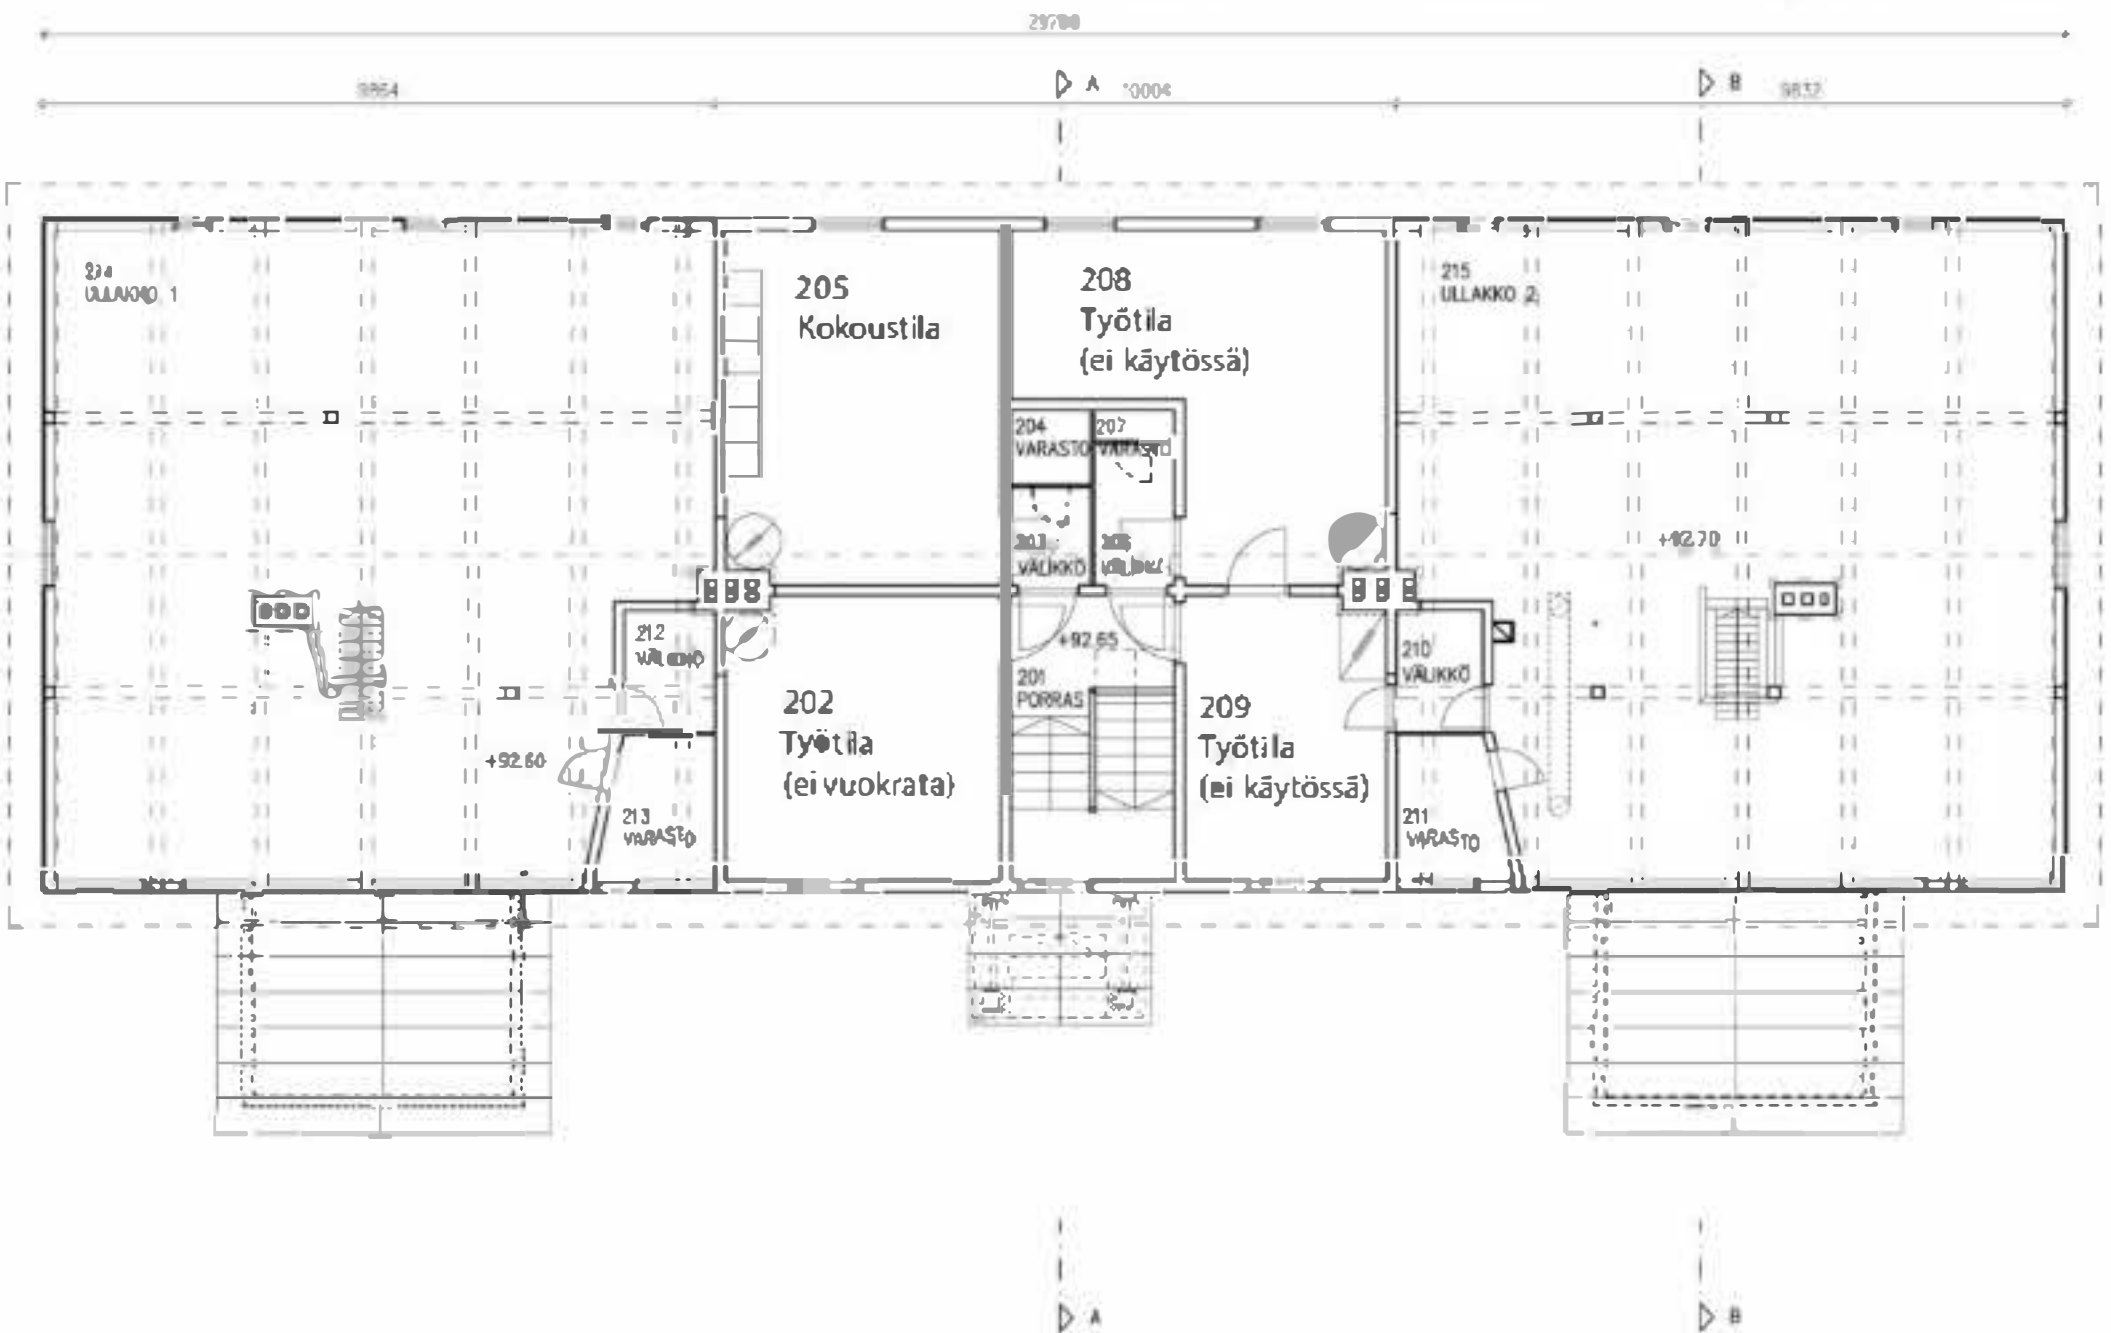 29700
9864
A
10004
B
9832
ULLAKKO 1
205
Kokoustila
208
Työtila
(ei käytössä)
215
ULLAKKO 2
204
VARASTO
207
VARASTO
VÄLIKKÖ
+92.70
212
+92.65
210
VÄLIKKÖ
201
PORRAS
202
Työtila
(ei vuokrata)
209
Työtila
(ei käytössä)
+92.60
213
VARASTO
211
VARASTO
A
B